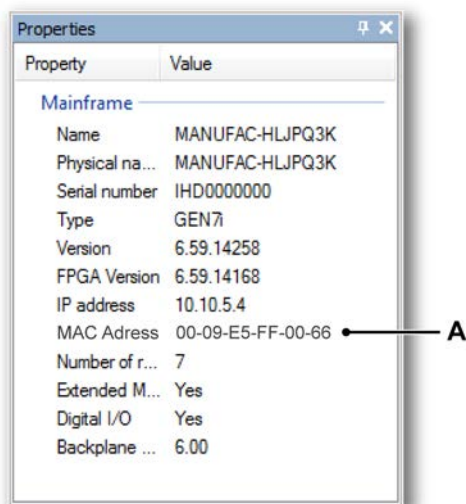 Properties
Property Value
Mainframe
Name MANUFAC-HLJPQ3K
Physical na... MANUFAC-HLJPQ3K
Serial number IHD0000000
Type GEN7i
Version 6.59.14258
FPGA Version 6.59.14168
IP address 10.10.5.4
MAC Adress 00-09-E5-FF-00-66 A
Number of r... 7
Extended M... Yes
Digital I/O Yes
Backplane ... 6.00